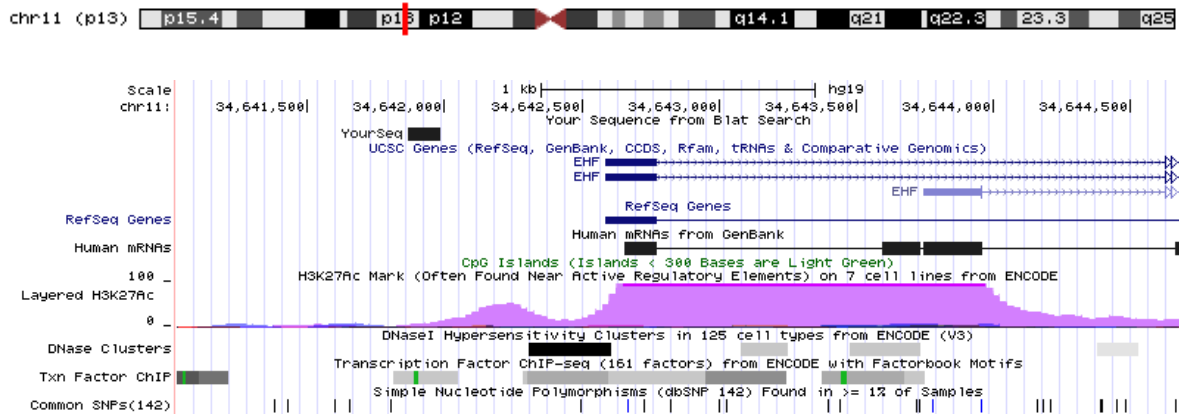 chr11 (p13) p15.4 p13 p12 q14.1 q21 q22.3 23.3 q25
Scale 1 kb hg19
chr11: 34,641,500 34,642,000 34,642,500 34,643,000 34,643,500 34,644,000 34,644,500
Your Sequence from Blat Search
YourSeq
UCSC Genes (RefSeq, GenBank, CCDS, Rfam, tRNAs & Comparative Genomics)
EHF
EHF
EHF
RefSeq Genes
RefSeq Genes
Human mRNAs from GenBank
Human mRNAs
CpG Islands (Islands < 300 Bases are Light Green)
H3K27Ac Mark (Often Found Near Active Regulatory Elements) on 7 cell lines from ENCODE
100 _
Layered H3K27Ac
0 _
DNaseI Hypersensitivity Clusters in 125 cell types from ENCODE (V3)
DNase Clusters
Transcription Factor ChIP-seq (161 factors) from ENCODE with Factorbook Motifs
Txn Factor ChIP
Simple Nucleotide Polymorphisms (dbSNP 142) Found in >= 1% of Samples
Common SNPs(142)